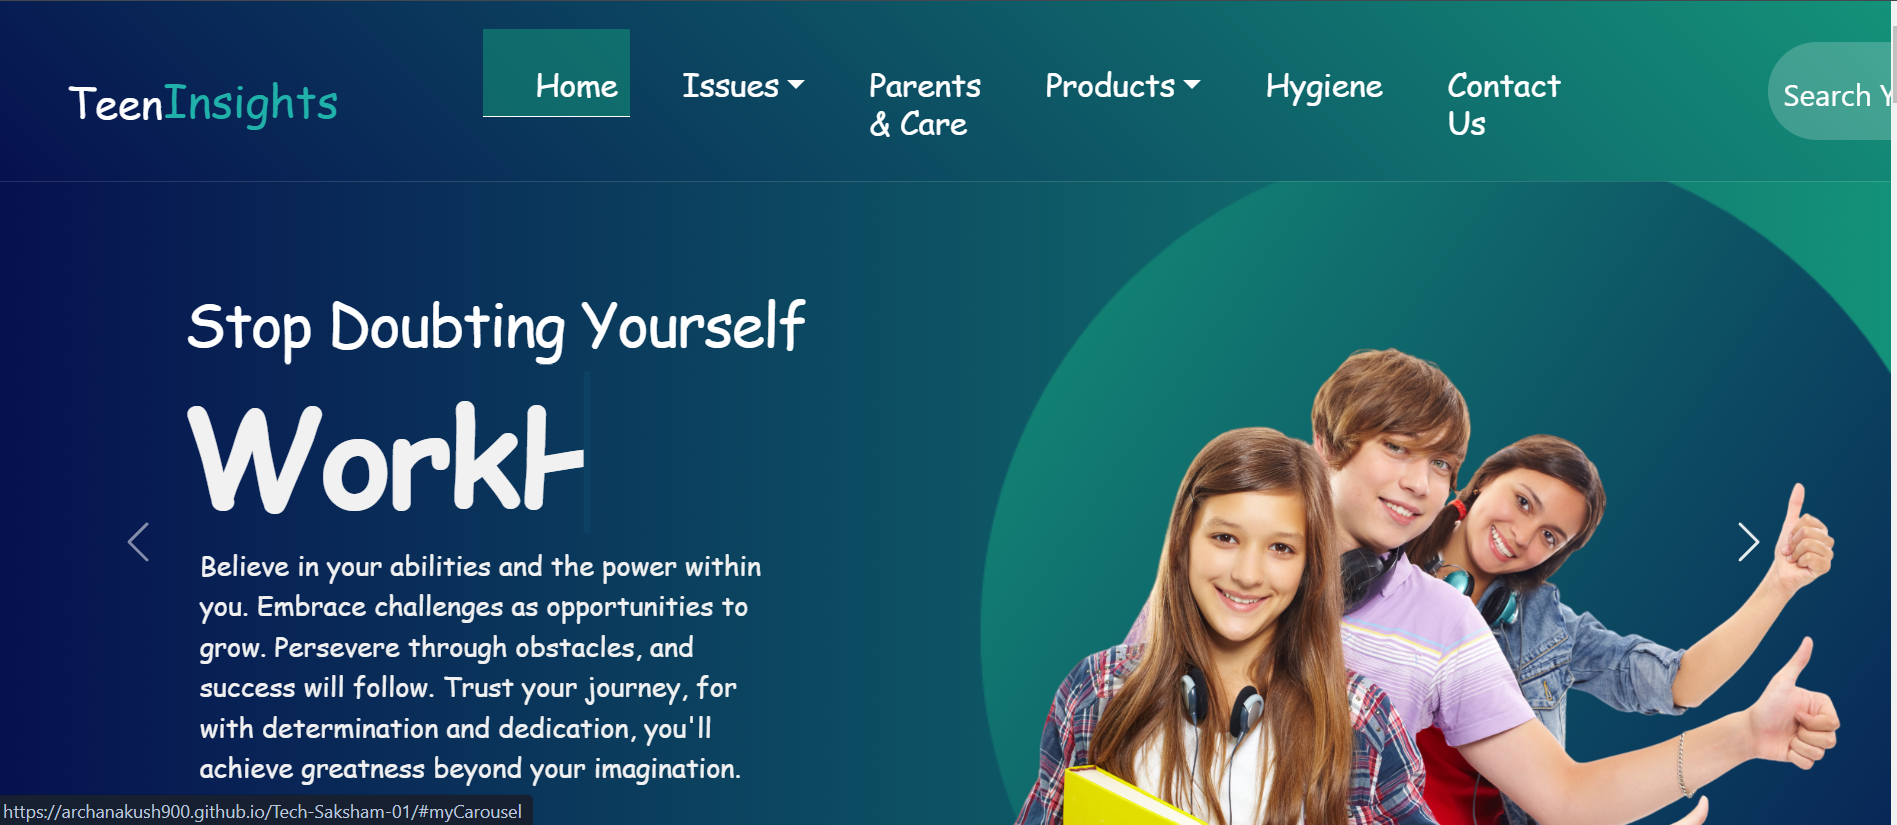 TeenInsights
Home
Issues
Parents
& Care
Products
Hygiene
Contact
Us
Search Y
Stop Doubting Yourself
Work
Believe in your abilities and the power within
you. Embrace challenges as opportunities to
grow. Persevere through obstacles, and
success will follow. Trust your journey, for
with determination and dedication, you'll
achieve greatness beyond your imagination.
https://archanakush900.github.io/Tech-Saksham-01/#myCarousel